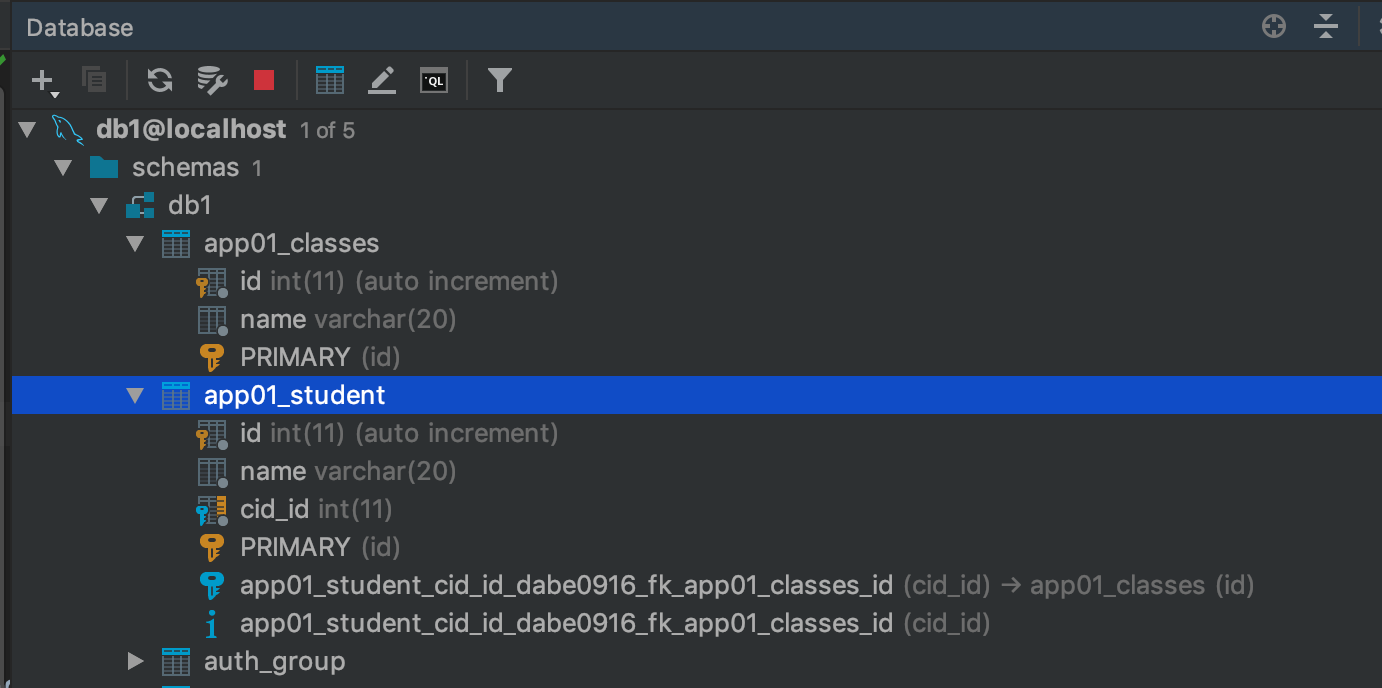 Database
QL
db1@localhost 1 of 5
schemas 1
db1
app01_classes
id int(11) (auto increment)
name varchar(20)
PRIMARY (id)
app01_student
id int(11) (auto increment)
name varchar(20)
cid_id int(11)
PRIMARY (id)
app01_student_cid_id_dabe0916_fk_app01_classes_id (cid_id) → app01_classes (id)
app01_student_cid_id_dabe0916_fk_app01_classes_id (cid_id)
auth_group